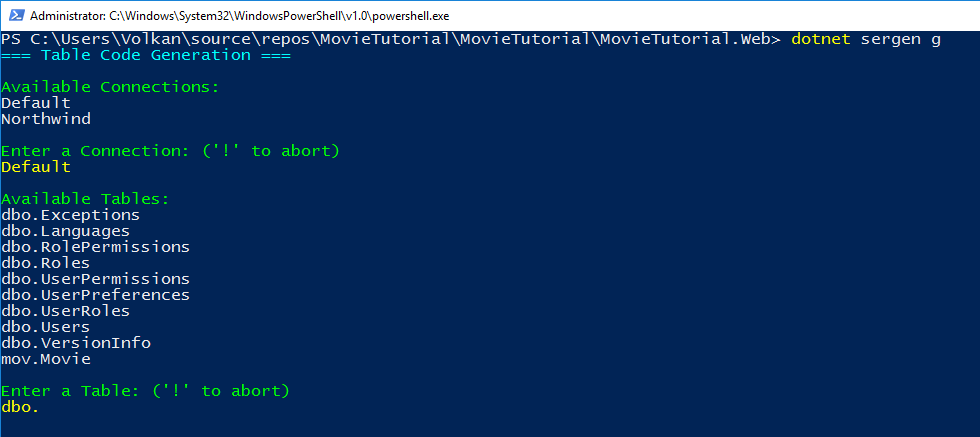 Administrator: C:\Windows\System32\WindowsPowerShell\v1.0\powershell.exe
PS C:\Users\Volkan\source\repos\MovieTutorial\MovieTutorial\MovieTutorial.Web> dotnet sergen g
=== Table Code Generation ===
Available Connections:
Default
Northwind
Enter a Connection: ('!' to abort)
Default
Available Tables:
dbo.Exceptions
dbo.Languages
dbo.RolePermissions
dbo.Roles
dbo.UserPermissions
dbo.UserPreferences
dbo.UserRoles
dbo.Users
dbo.VersionInfo
mov.Movie
Enter a Table: ('!' to abort)
dbo.